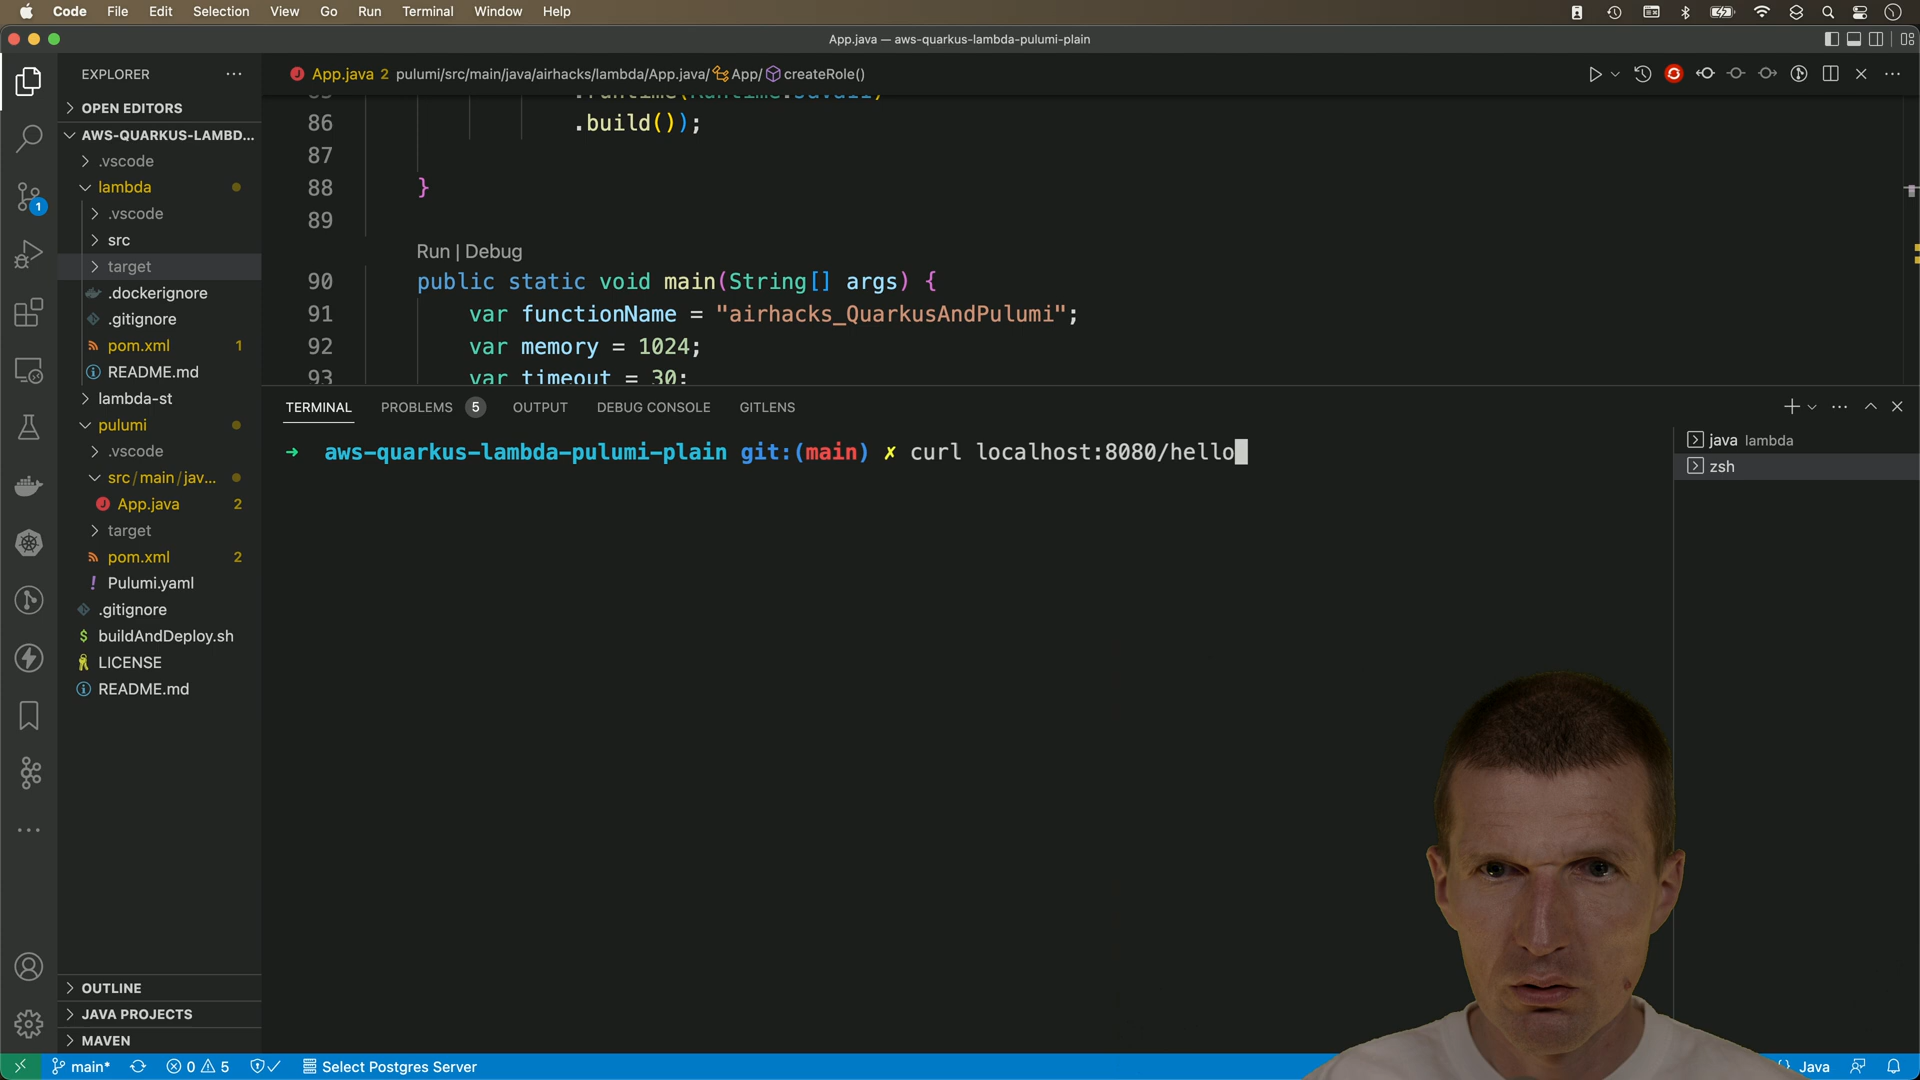 Code File Edit Selection View Go Run Terminal Window Help
App.java — aws-quarkus-lambda-pulumi-plain
EXPLORER
App.java 2 pulumi/src/main/java/airhacks/lambda/App.java/ App/ createRole()
OPEN EDITORS
AWS-QUARKUS-LAMBD...
.vscode
lambda
.vscode
src
target
.dockerignore
.gitignore
pom.xml 1
README.md
lambda-st
pulumi
.vscode
src/main/jav...
App.java 2
target
pom.xml 2
Pulumi.yaml
.gitignore
buildAndDeploy.sh
LICENSE
README.md
OUTLINE
JAVA PROJECTS
MAVEN
86 .build());
87
88 }
89
Run | Debug
90 public static void main(String[] args) {
91 var functionName = "airhacks_QuarkusAndPulumi";
92 var memory = 1024;
93 var timeout = 30;
TERMINAL PROBLEMS 5 OUTPUT DEBUG CONSOLE GITLENS
➜ aws-quarkus-lambda-pulumi-plain git:(main) ✗ curl localhost:8080/hello
java lambda
zsh
1
main* 0 5 Select Postgres Server
Java